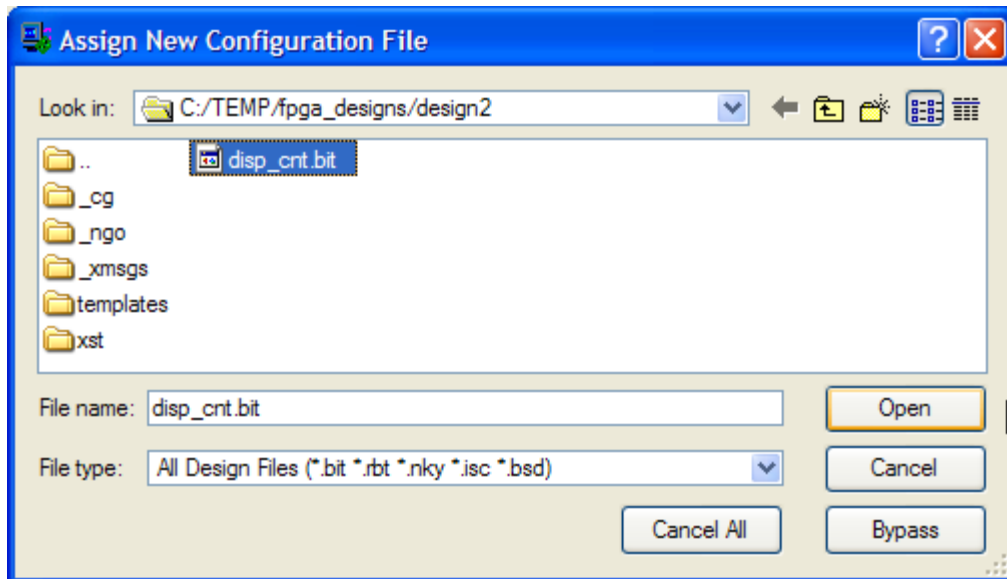 Assign New Configuration File
Look in: C:/TEMP/fpga_designs/design2
.. disp_cnt.bit
_cg
_ngo
_xmsgs
templates
xst
File name: disp_cnt.bit Open
File type: All Design Files (*.bit *.rbt *.nky *.isc *.bsd) Cancel
Cancel All Bypass